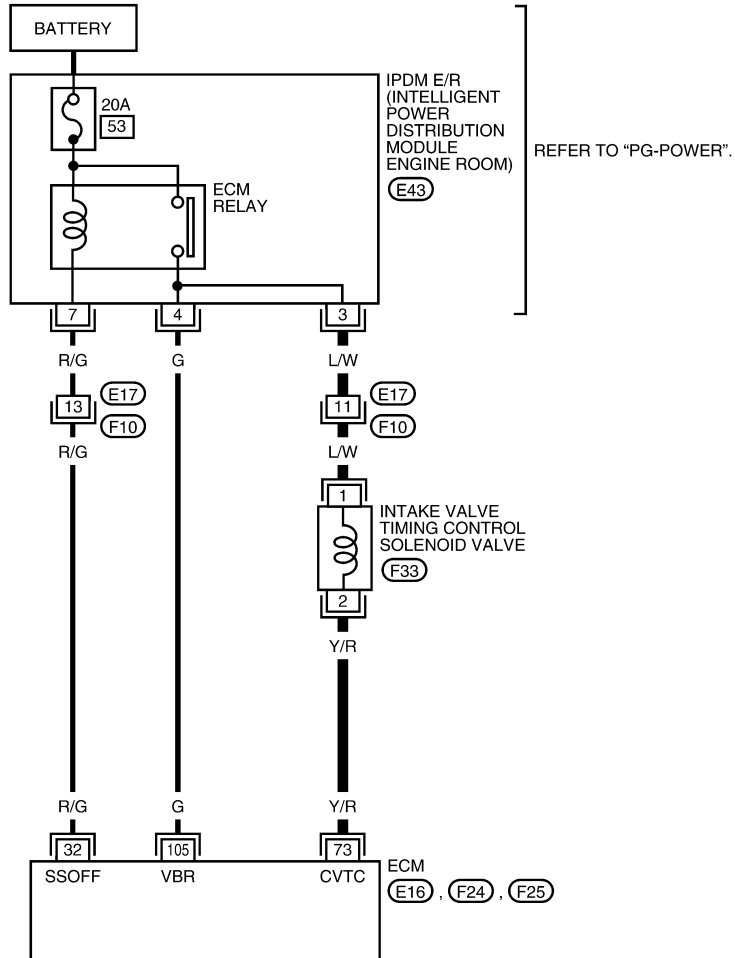 BATTERY
20A
53
IPDM E/R
(INTELLIGENT
POWER
DISTRIBUTION
MODULE
ENGINE ROOM)
E43
REFER TO “PG-POWER”.
ECM
RELAY
7 4 3
R/G G L/W
13 E17 11 E17
F10 F10
R/G L/W
1
INTAKE VALVE
TIMING CONTROL
SOLENOID VALVE
F33
2
Y/R
R/G G Y/R
32 105 73
SSOFF VBR CVTC
ECM
E16 , F24 , F25